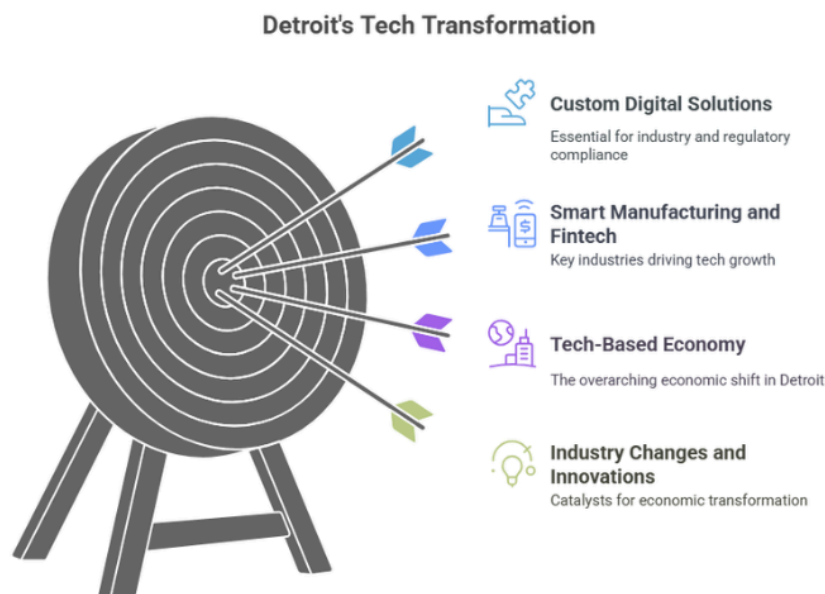 Detroit's Tech Transformation
Custom Digital Solutions
Essential for industry and regulatory
compliance
Smart Manufacturing and
Fintech
Key industries driving tech growth
Tech-Based Economy
The overarching economic shift in Detroit
Industry Changes and
Innovations
Catalysts for economic transformation